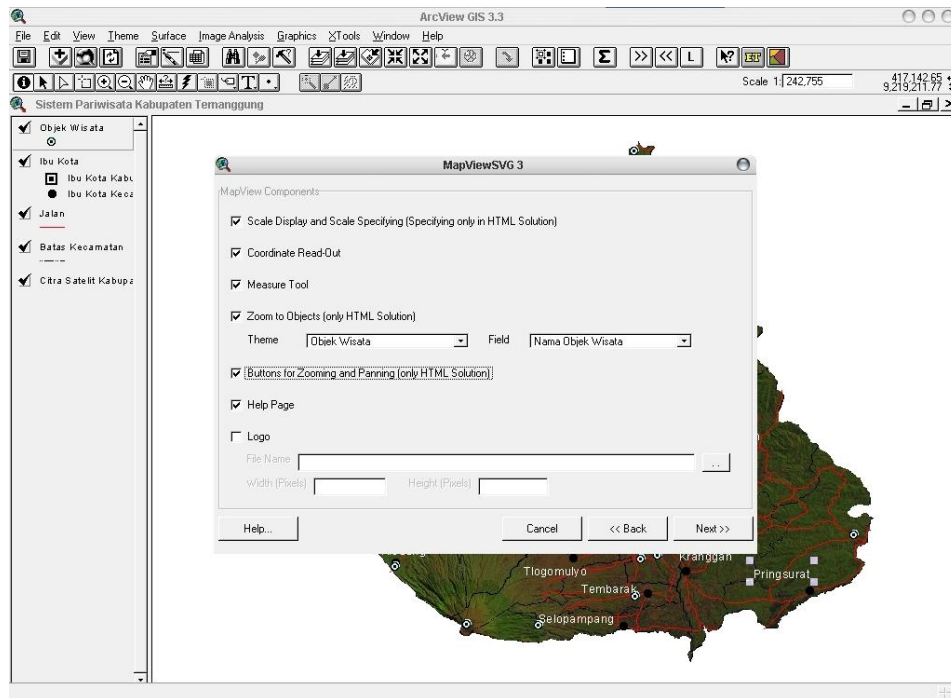 ArcView GIS 3.3
File Edit View Theme Surface Image Analysis Graphics XTools Window Help
Scale 1: 242,755
417,142.65
9,219,211.77
Sistem Pariwisata Kabupaten Temanggung
Objek Wisata
Ibu Kota
Ibu Kota Kabu
Ibu Kota Keca
Jalan
Batas Kecamatan
Citra Satelit Kabupa
MapViewSVG 3
MapView Components
Scale Display and Scale Specifying (Specifying only in HTML Solution)
Coordinate Read-Out
Measure Tool
Zoom to Objects (only HTML Solution)
Theme Objek Wisata Field Nama Objek Wisata
Buttons for Zooming and Panning (only HTML Solution)
Help Page
Logo
File Name ..
Width (Pixels) Height (Pixels)
Help... Cancel << Back Next >>
Kranggan
Tlogomulyo
Pringsurat
Tembarak
Selopampang